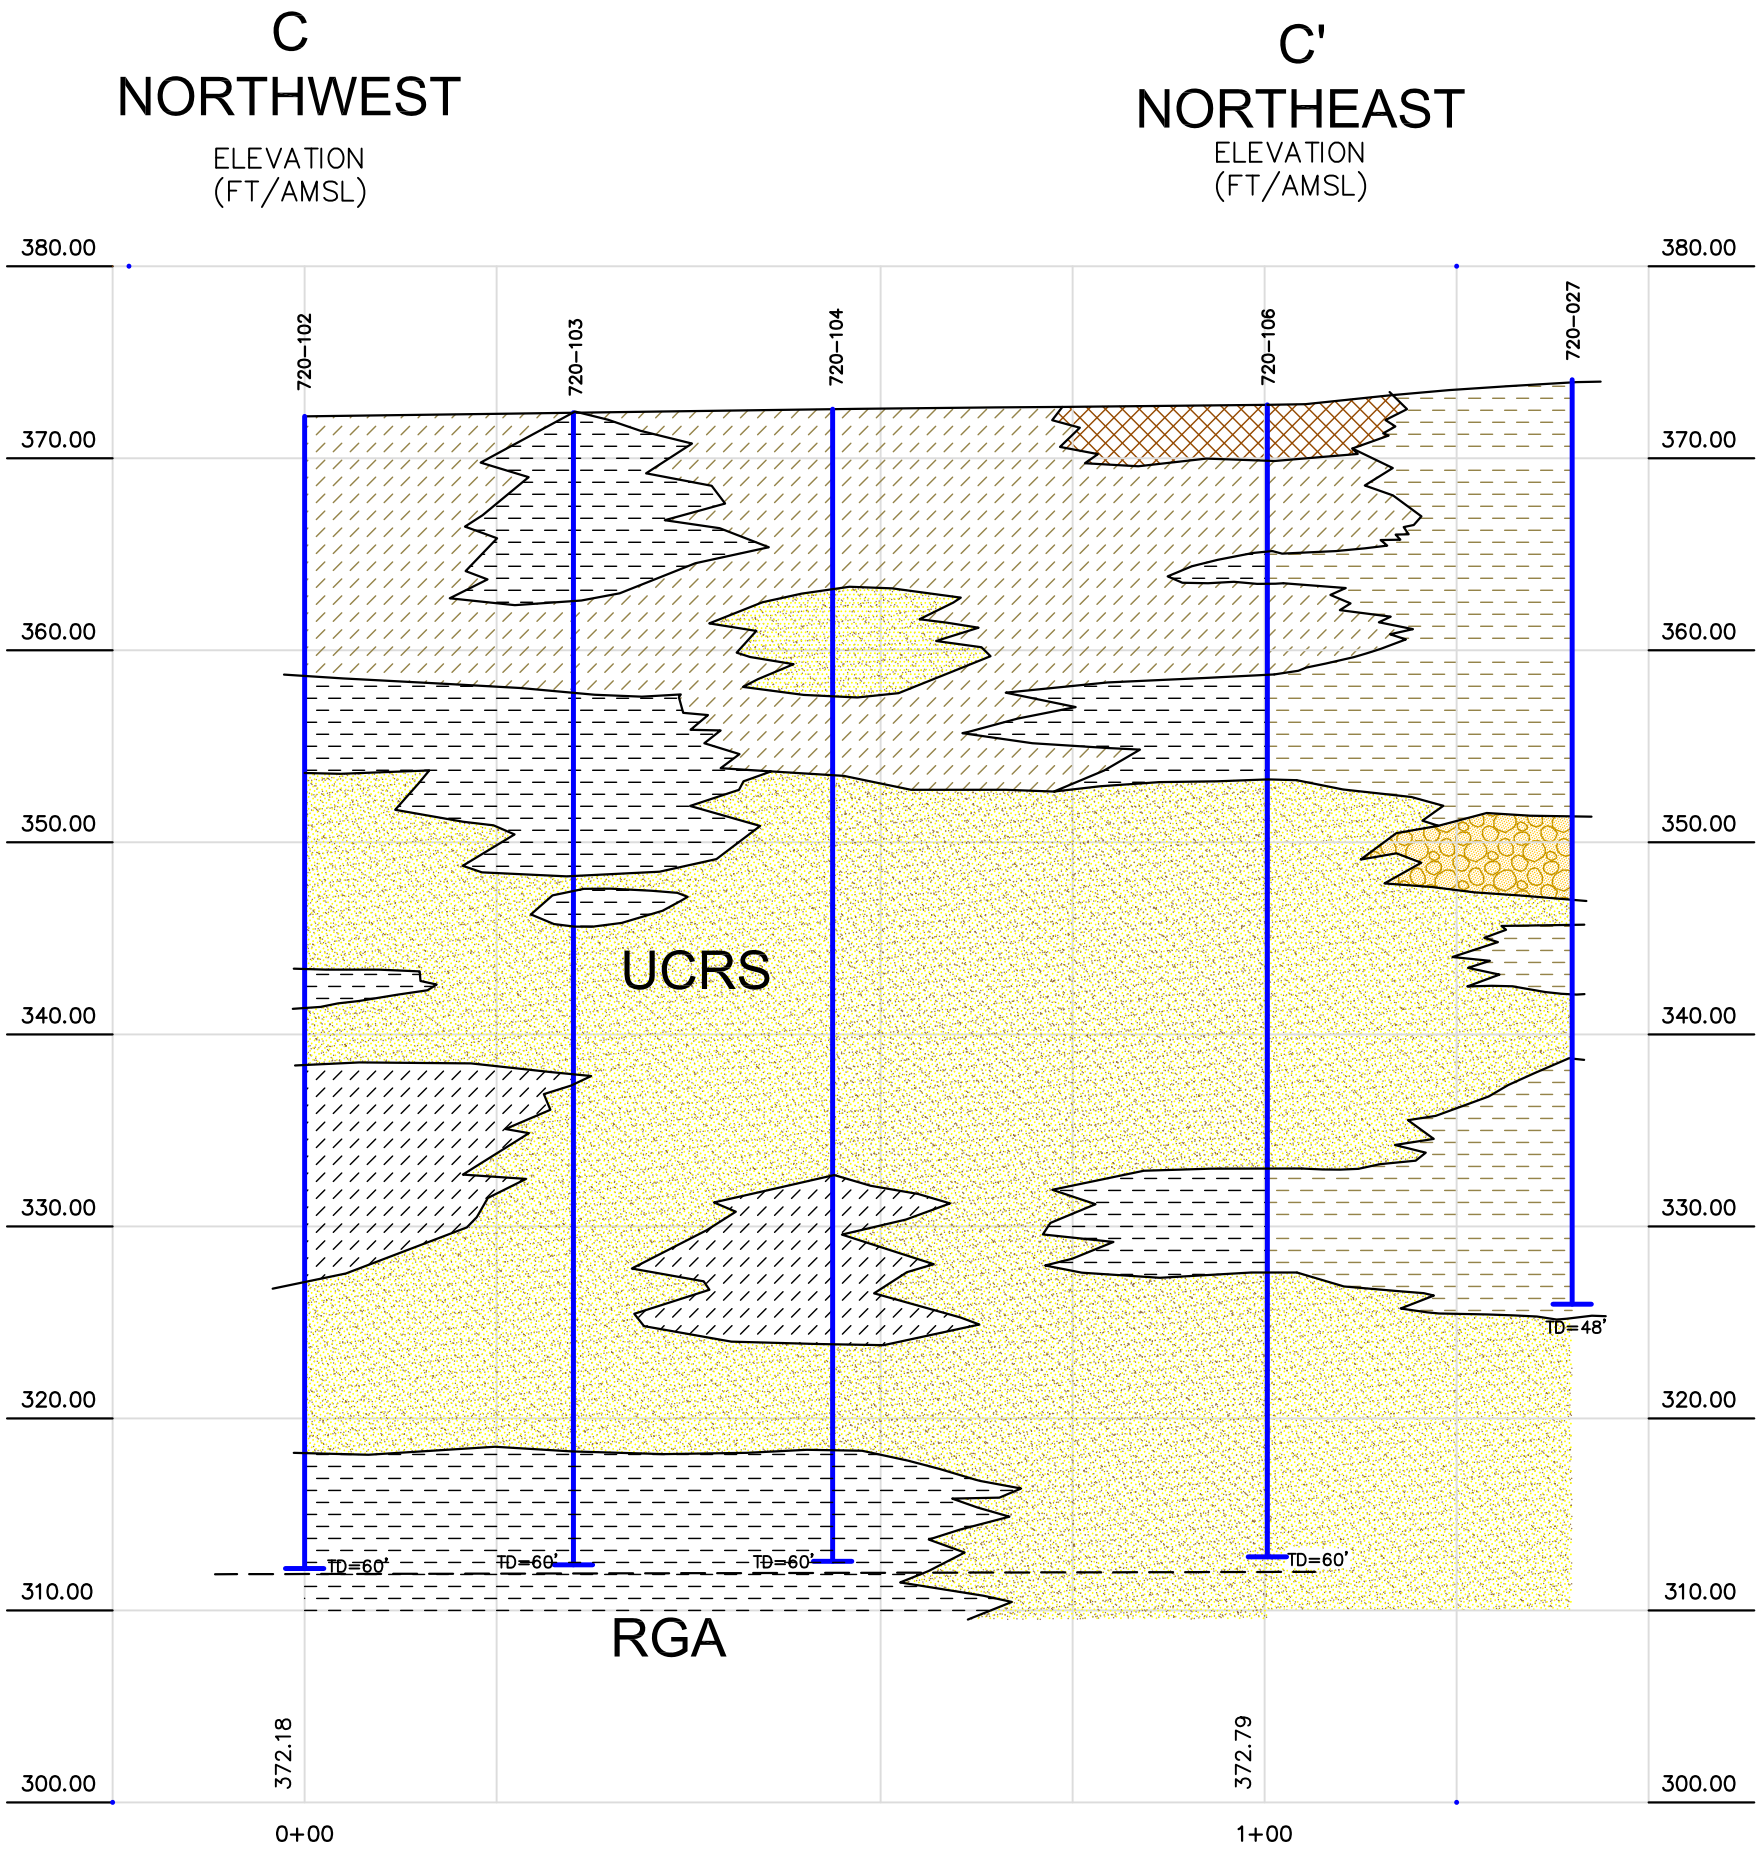 C
NORTHWEST
ELEVATION
(FT/AMSL)
C'
NORTHEAST
ELEVATION
(FT/AMSL)
380.00
380.00
720-102
720-103
720-104
720-106
720-027
370.00
370.00
360.00
360.00
350.00
350.00
UCRS
340.00
340.00
330.00
330.00
TD=48'
320.00
320.00
TD=60'
TD=60'
TD=60'
TD=60'
310.00
310.00
RGA
372.18
372.79
300.00
300.00
0+00
1+00